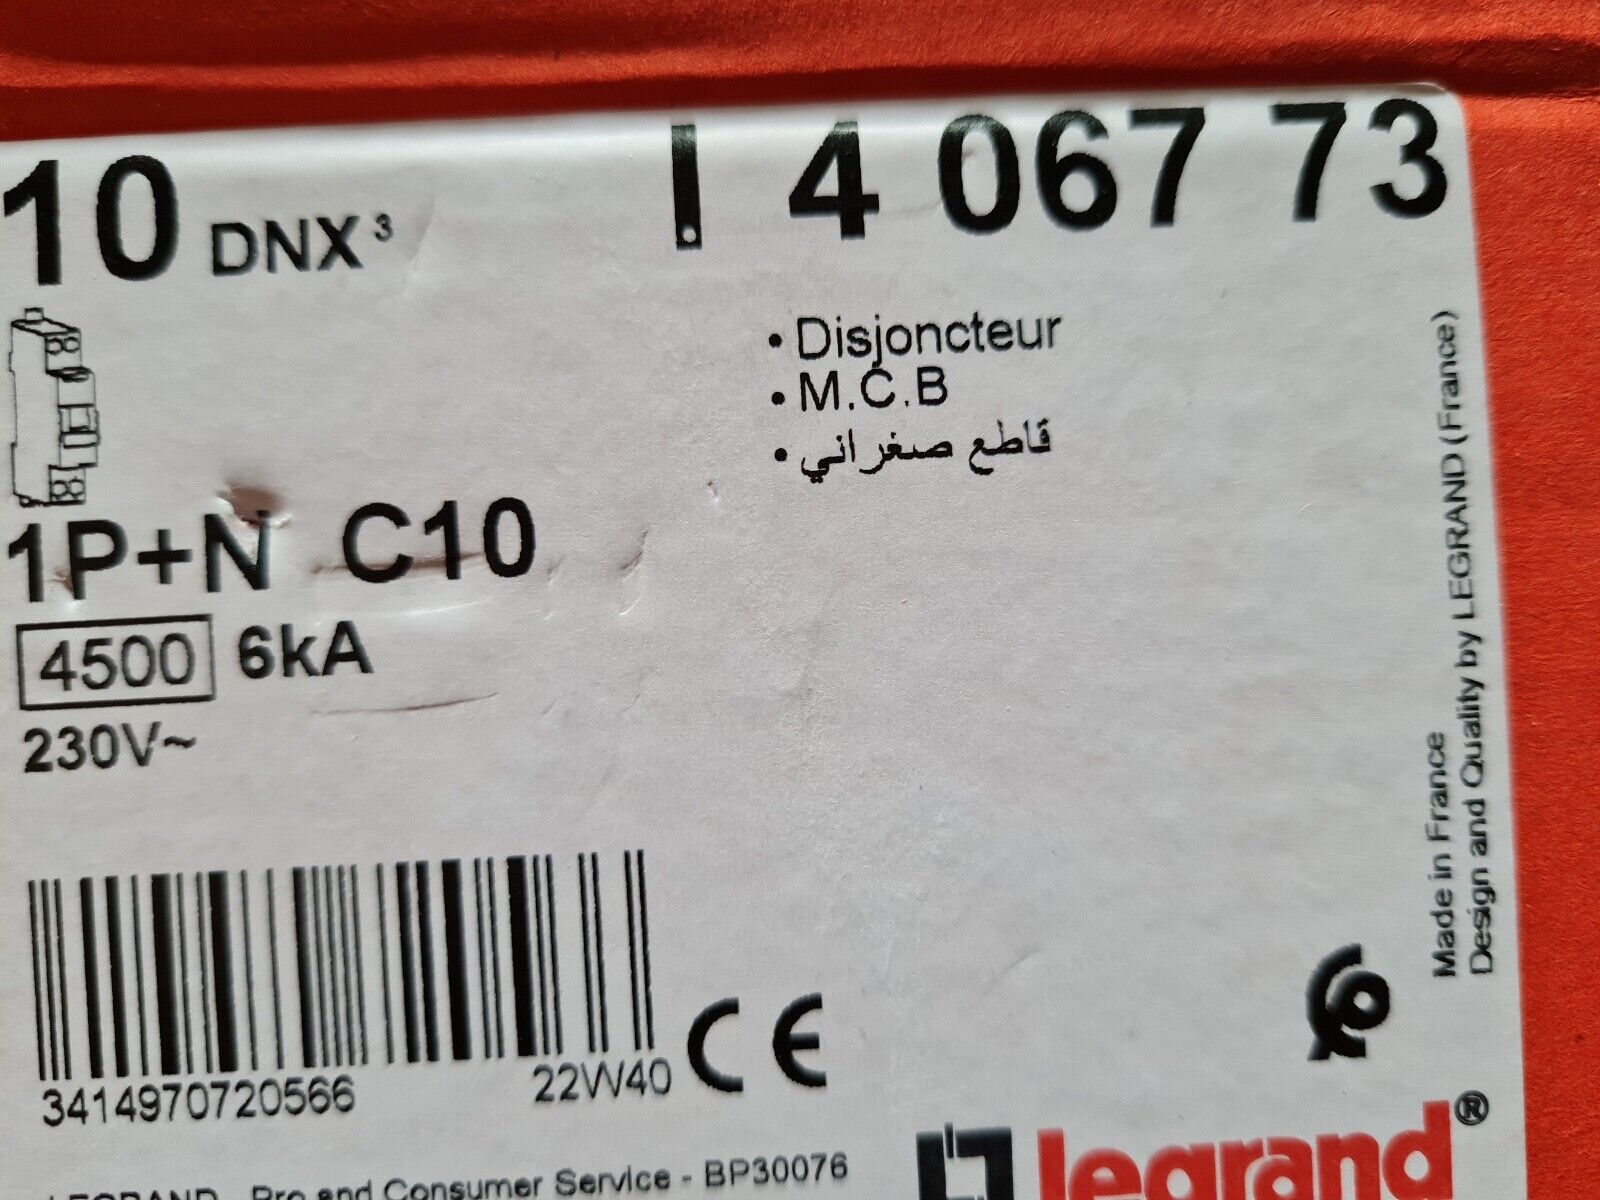 10 DNX³ 4 067 73
• Disjoncteur
• M.C.B
• قاطع صغراني
1P+N C10
4500 6kA
230V~
3414970720566 22W40
CE
LEGRAND - Pro and Consumer Service - BP30076
legrand®
Made in France
Design and Quality by LEGRAND (France)